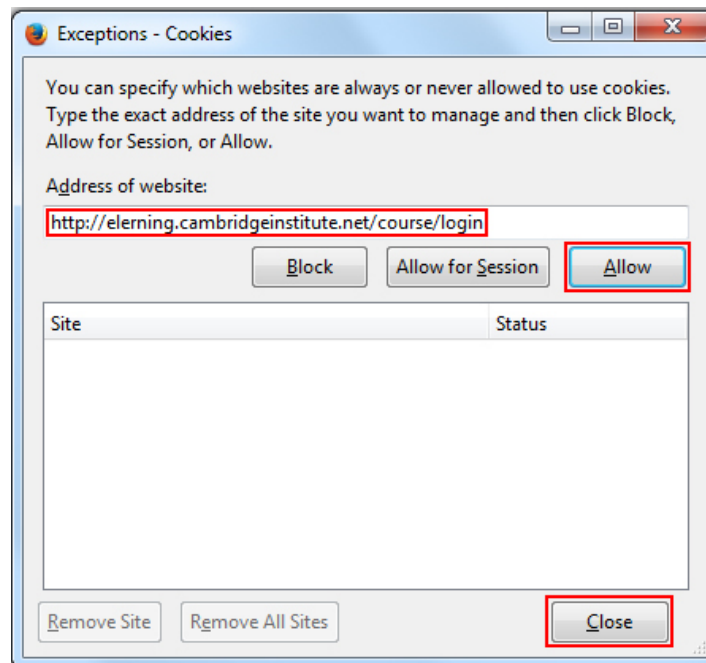 Exceptions - Cookies
You can specify which websites are always or never allowed to use cookies.
Type the exact address of the site you want to manage and then click Block,
Allow for Session, or Allow.
Address of website:
http://elerning.cambridgeinstitute.net/course/login
Block Allow for Session Allow
Site Status
Remove Site Remove All Sites Close